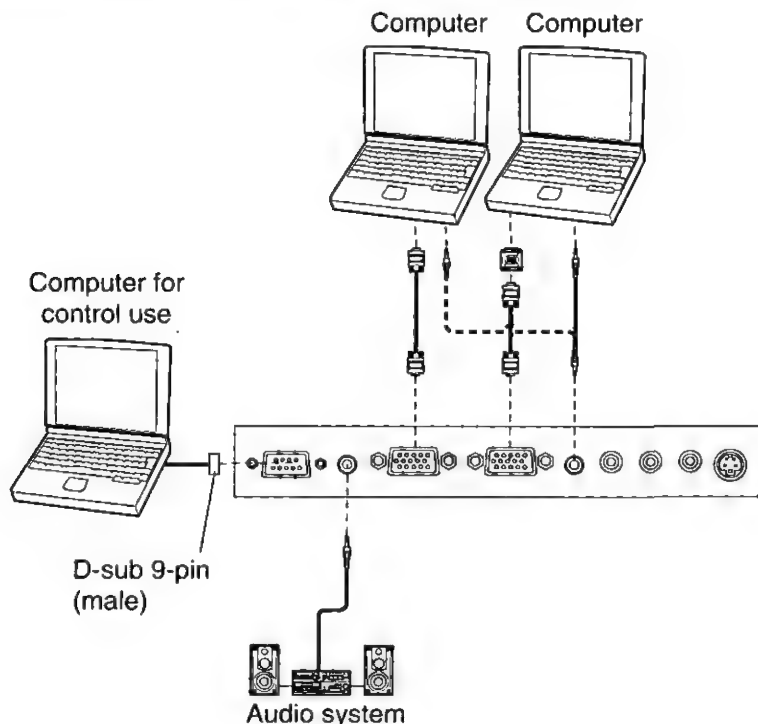 Computer
Computer
Computer for
control use
D-sub 9-pin
(male)
Audio system